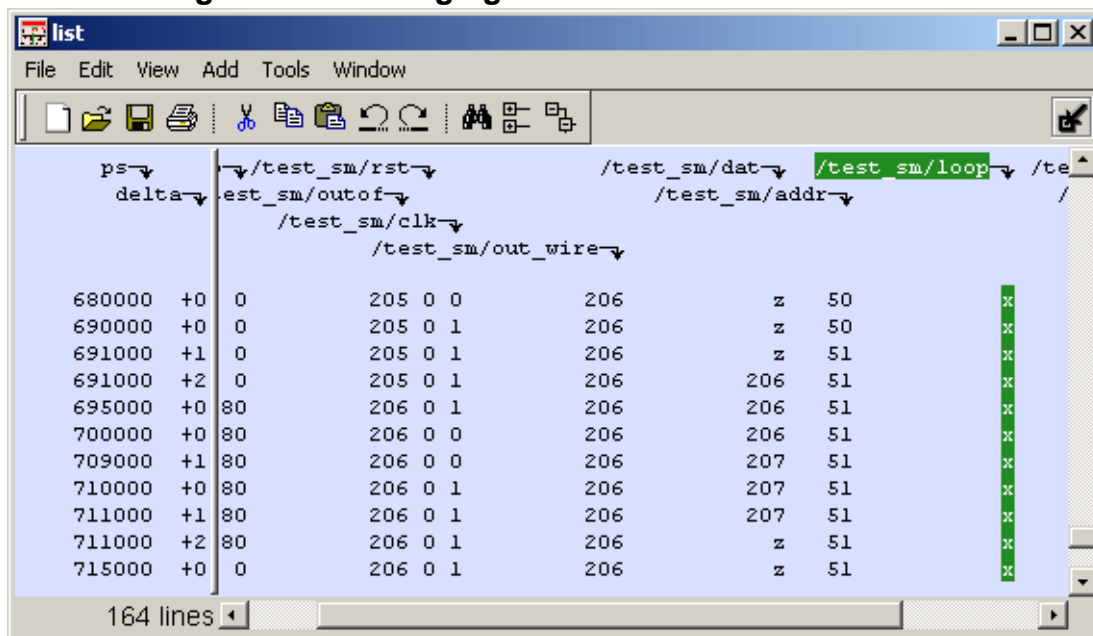 list
File Edit View Add Tools Window
ps /test_sm/rst /test_sm/dat /test_sm/loop /te
delta est_sm/outof /test_sm/addr /
/test_sm/clk
/test_sm/out_wire
680000 +0 0 205 0 0 206 z 50 x
690000 +0 0 205 0 1 206 z 50 x
691000 +1 0 205 0 1 206 z 51 x
691000 +2 0 205 0 1 206 206 51 x
695000 +0 80 206 0 1 206 206 51 x
700000 +0 80 206 0 0 206 206 51 x
709000 +1 80 206 0 0 206 207 51 x
710000 +0 80 206 0 1 206 207 51 x
711000 +1 80 206 0 1 206 207 51 x
711000 +2 80 206 0 1 206 z 51 x
715000 +0 0 206 0 1 206 z 51 x
164 lines